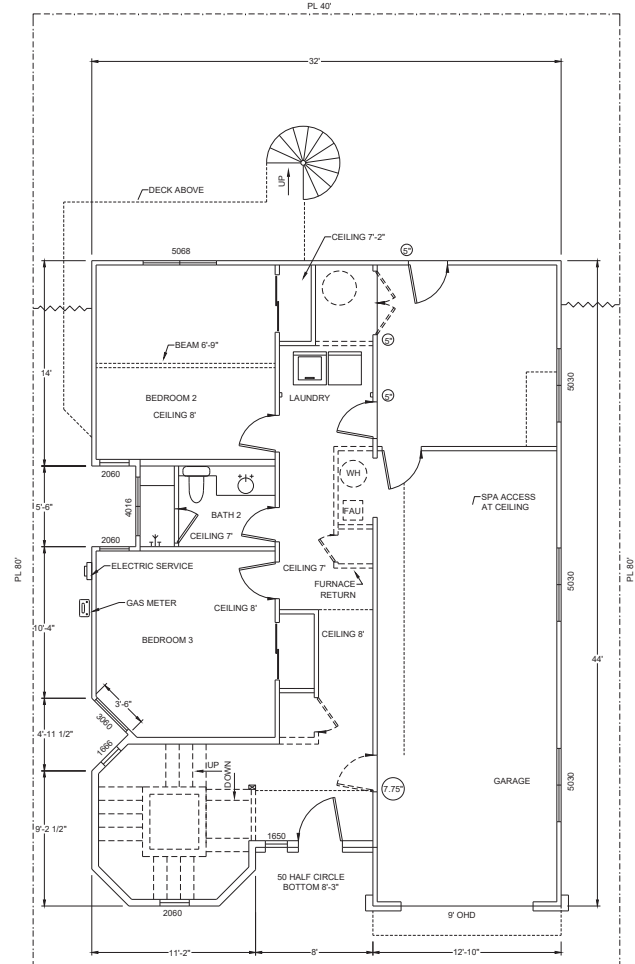 PL 40'
32'
UP
DECK ABOVE
CEILING 7'-2"
5068
5"
BEAM 6'-9"
5"
14'
BEDROOM 2
CEILING 8'
LAUNDRY
5"
5030
2060
WH
SPA ACCESS
AT CEILING
5'-6"
4016
BATH 2
FAU
CEILING 7'
2060
PL 80'
ELECTRIC SERVICE
CEILING 7'
FURNACE
RETURN
5030
PL 80'
GAS METER
CEILING 8'
10'-4"
BEDROOM 3
CEILING 8'
44'
3'-6"
3060
4'-11 1/2"
1666
UP
DOWN
7.75"
GARAGE
5030
9'-2 1/2"
1650
50 HALF CIRCLE
BOTTOM 8'-3"
2060
9' OHD
11'-2"
8'
12'-10"